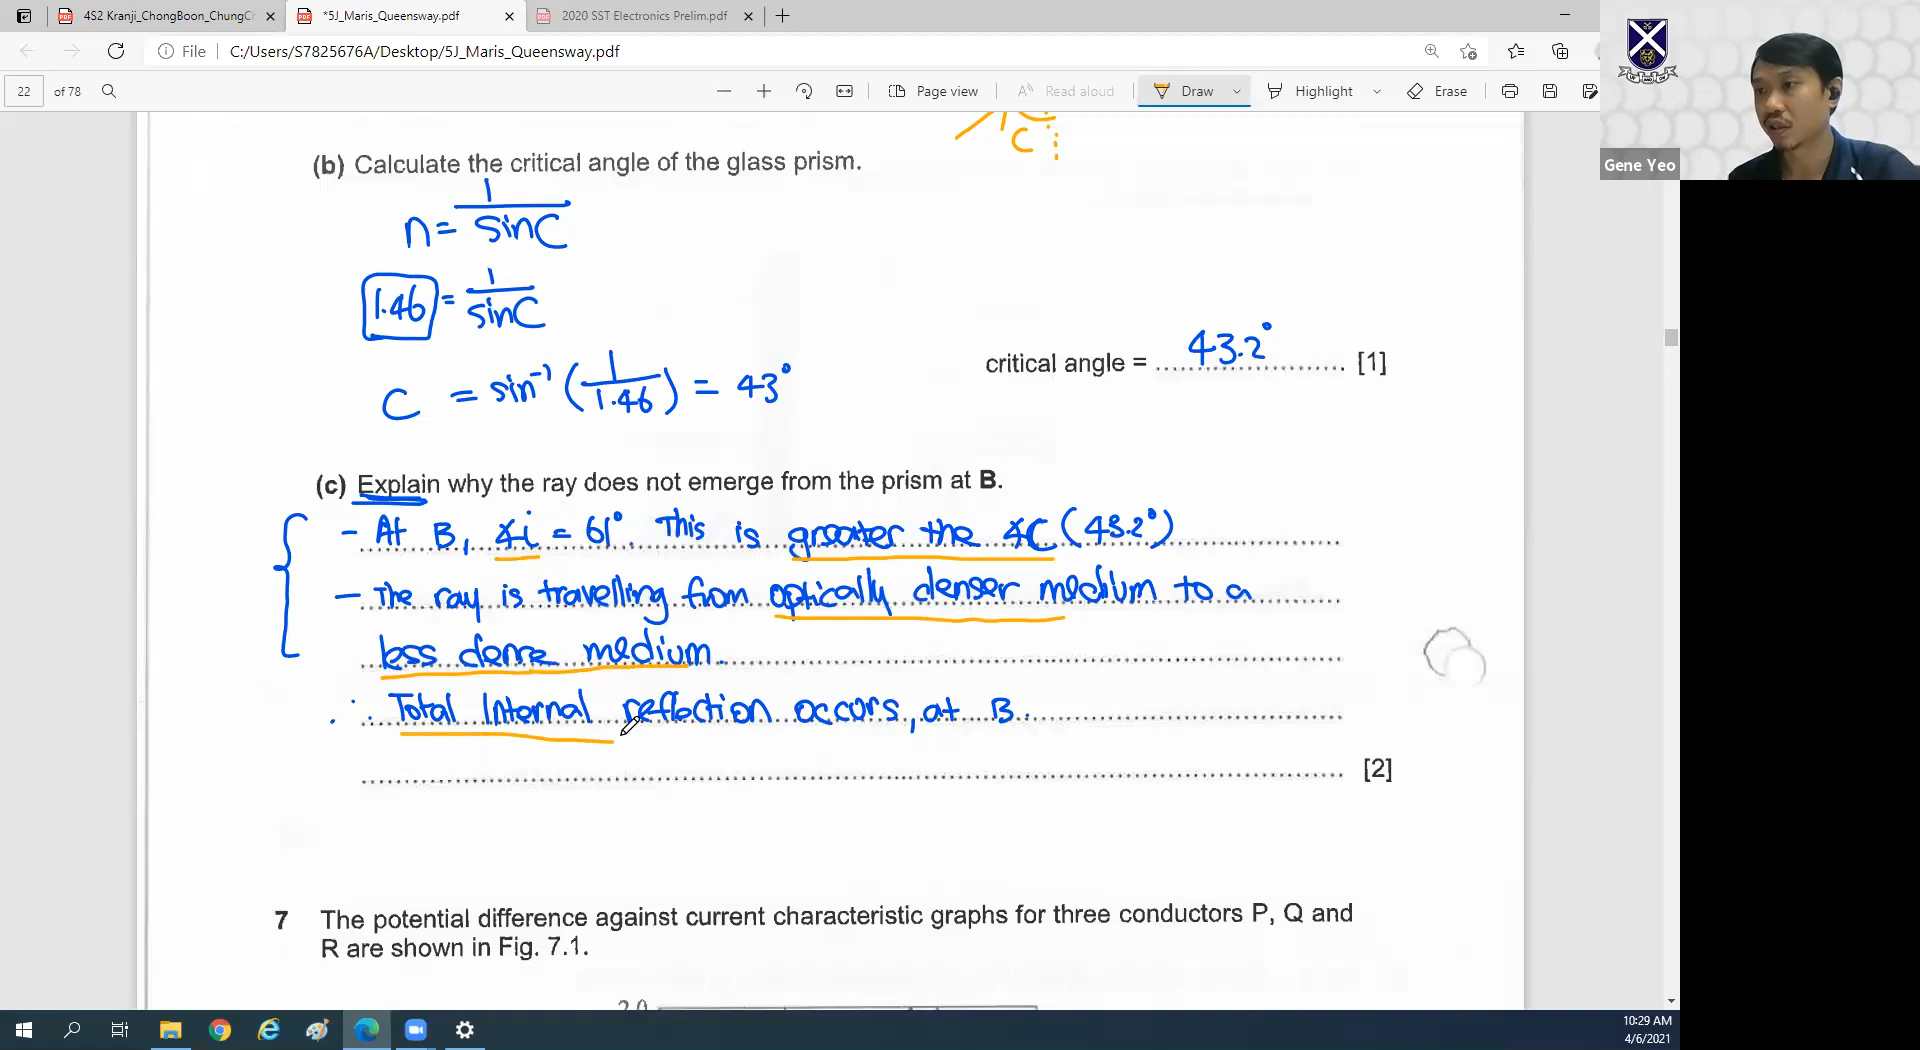 4S2 Kranji_ChongBoon_ChungCh
*5J_Maris_Queensway.pdf
2020 SST Electronics Prelim.pdf
File
C:/Users/S7825676A/Desktop/5J_Maris_Queensway.pdf
22 of 78
Page view
Read aloud
Draw
Highlight
Erase
Gene Yeo
C
(b) Calculate the critical angle of the glass prism.
n = 1/sinC
1.46 = 1/sinC
critical angle = 43.2° [1]
C = sin⁻¹ (1/1.46) = 43°
(c) Explain why the ray does not emerge from the prism at B.
- At B, ∡i = 61°. This is greater the ∡C (43.2°)
- The ray is travelling from optically denser medium to a
less dense medium.
∴ Total Internal reflection occurs, at B.
[2]
7 The potential difference against current characteristic graphs for three conductors P, Q and
R are shown in Fig. 7.1.
2.0
10:29 AM
4/6/2021